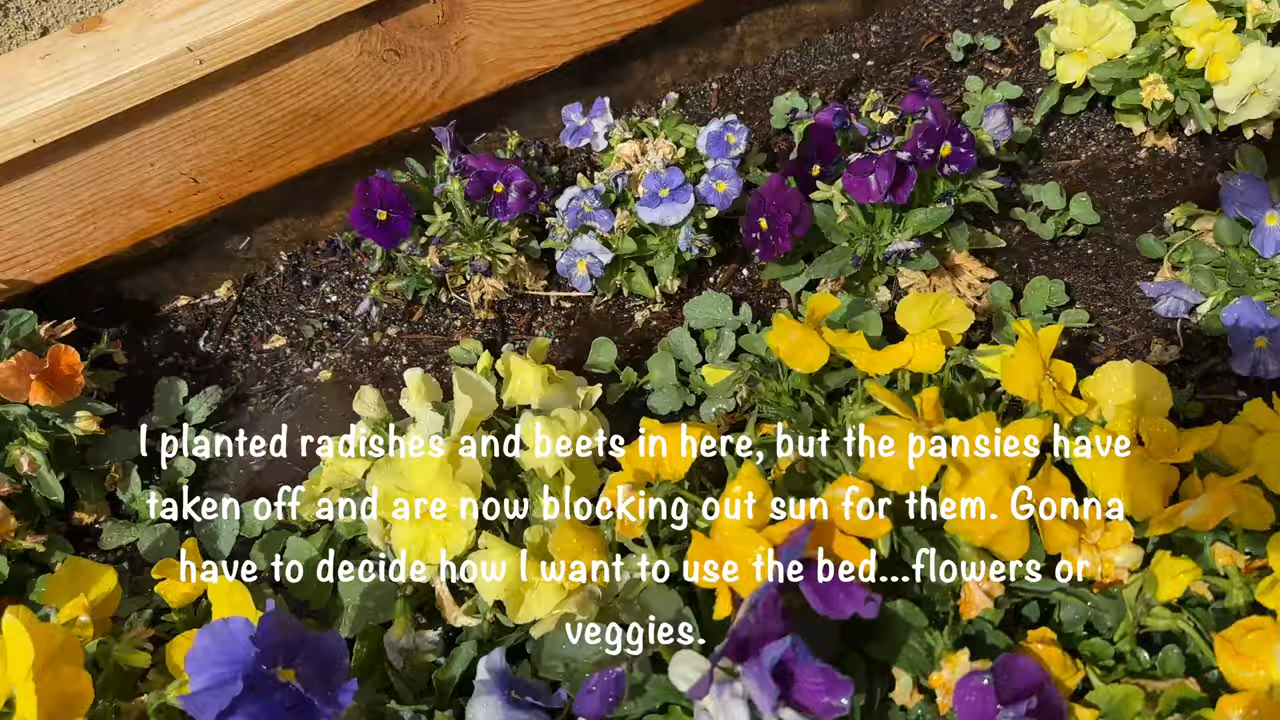 I planted radishes and beets in here, but the pansies have
taken off and are now blocking out sun for them. Gonna
have to decide how I want to use the bed...flowers or
veggies.